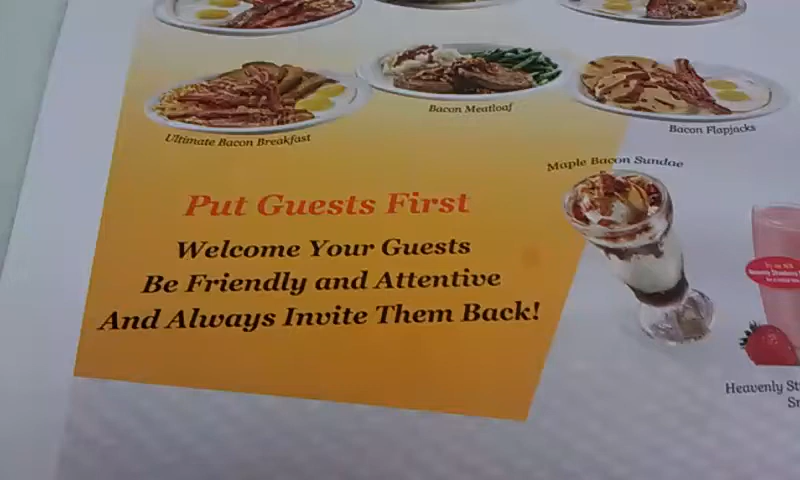 Bacon Meatloaf
Ultimate Bacon Breakfast
Bacon Flapjacks
Maple Bacon Sundae
Put Guests First
Welcome Your Guests
Be Friendly and Attentive
And Always Invite Them Back!
Heavenly